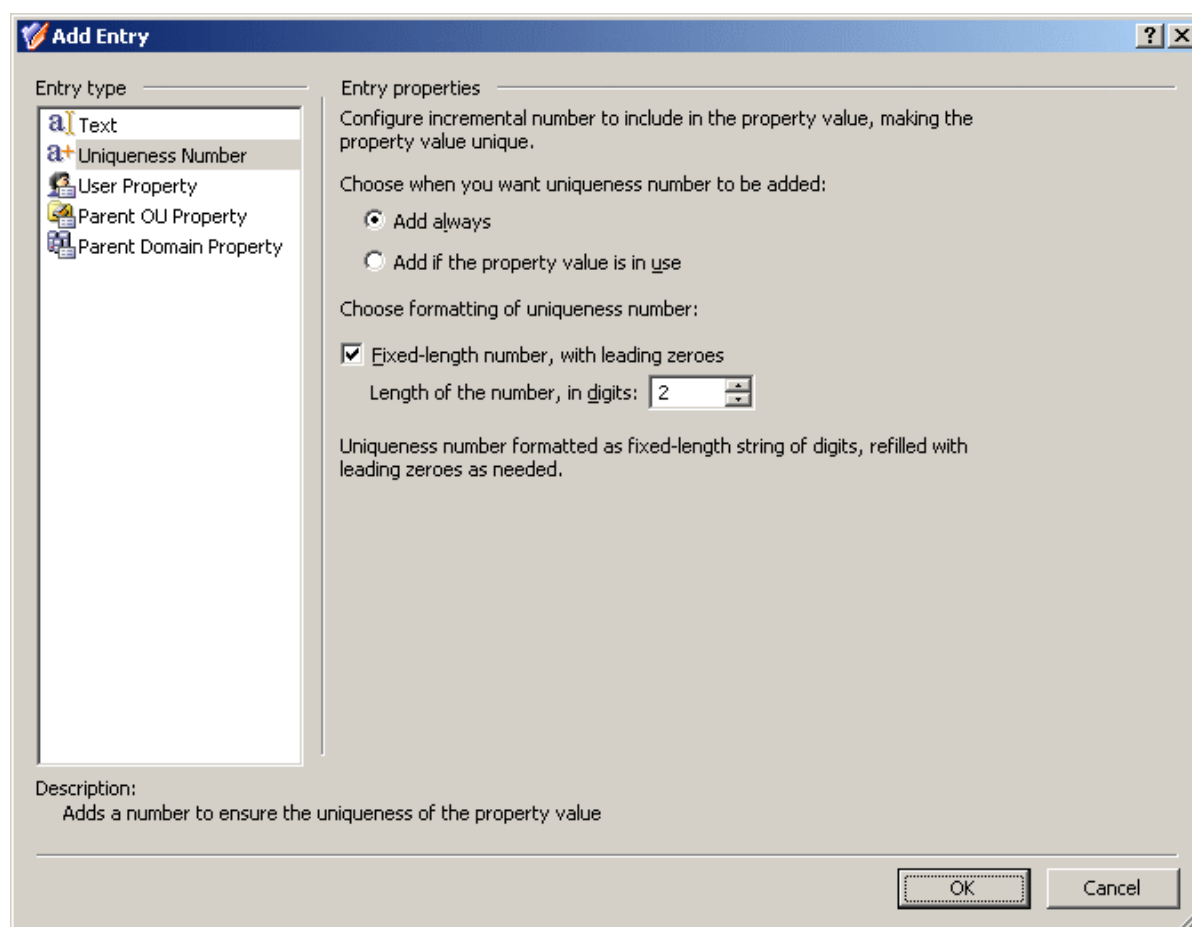 Add Entry
Entry type
Text
Uniqueness Number
User Property
Parent OU Property
Parent Domain Property
Entry properties
Configure incremental number to include in the property value, making the
property value unique.
Choose when you want uniqueness number to be added:
Add always
Add if the property value is in use
Choose formatting of uniqueness number:
Fixed-length number, with leading zeroes
Length of the number, in digits: 2
Uniqueness number formatted as fixed-length string of digits, refilled with
leading zeroes as needed.
Description:
Adds a number to ensure the uniqueness of the property value
OK Cancel